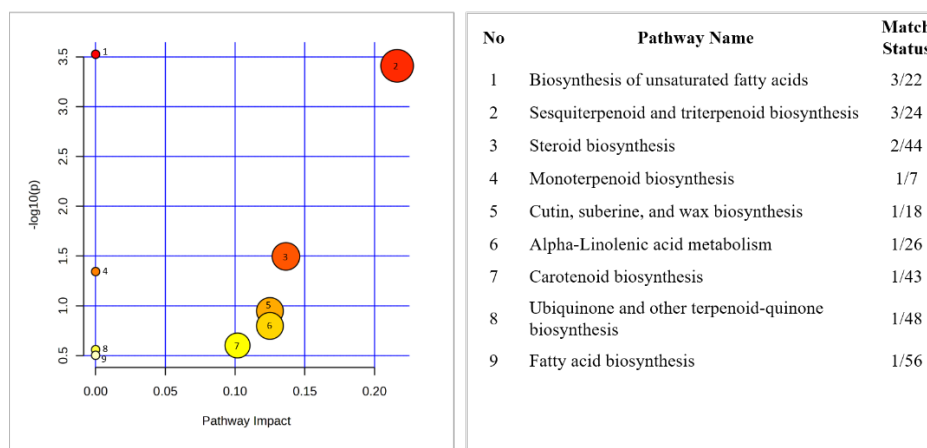 3.5
3.0
2.5
2.0
1.5
1.0
0.5
-log10(p)
1
2
3
4
5
6
7
8
9
0.00 0.05 0.10 0.15 0.20
Pathway Impact
No Pathway Name Match Status
1 Biosynthesis of unsaturated fatty acids 3/22
2 Sesquiterpenoid and triterpenoid biosynthesis 3/24
3 Steroid biosynthesis 2/44
4 Monoterpenoid biosynthesis 1/7
5 Cutin, suberine, and wax biosynthesis 1/18
6 Alpha-Linolenic acid metabolism 1/26
7 Carotenoid biosynthesis 1/43
8 Ubiquinone and other terpenoid-quinone
biosynthesis 1/48
9 Fatty acid biosynthesis 1/56